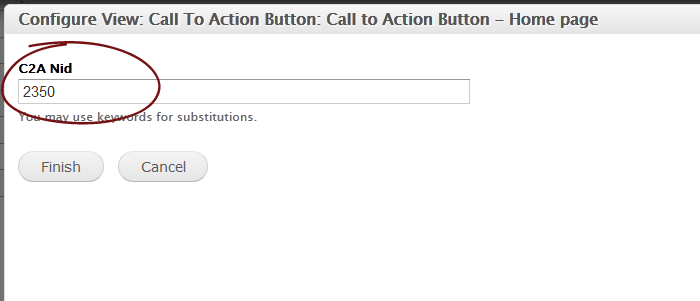 Configure View: Call To Action Button: Call to Action Button – Home page
C2A Nid
2350
You may use keywords for substitutions.
Finish Cancel